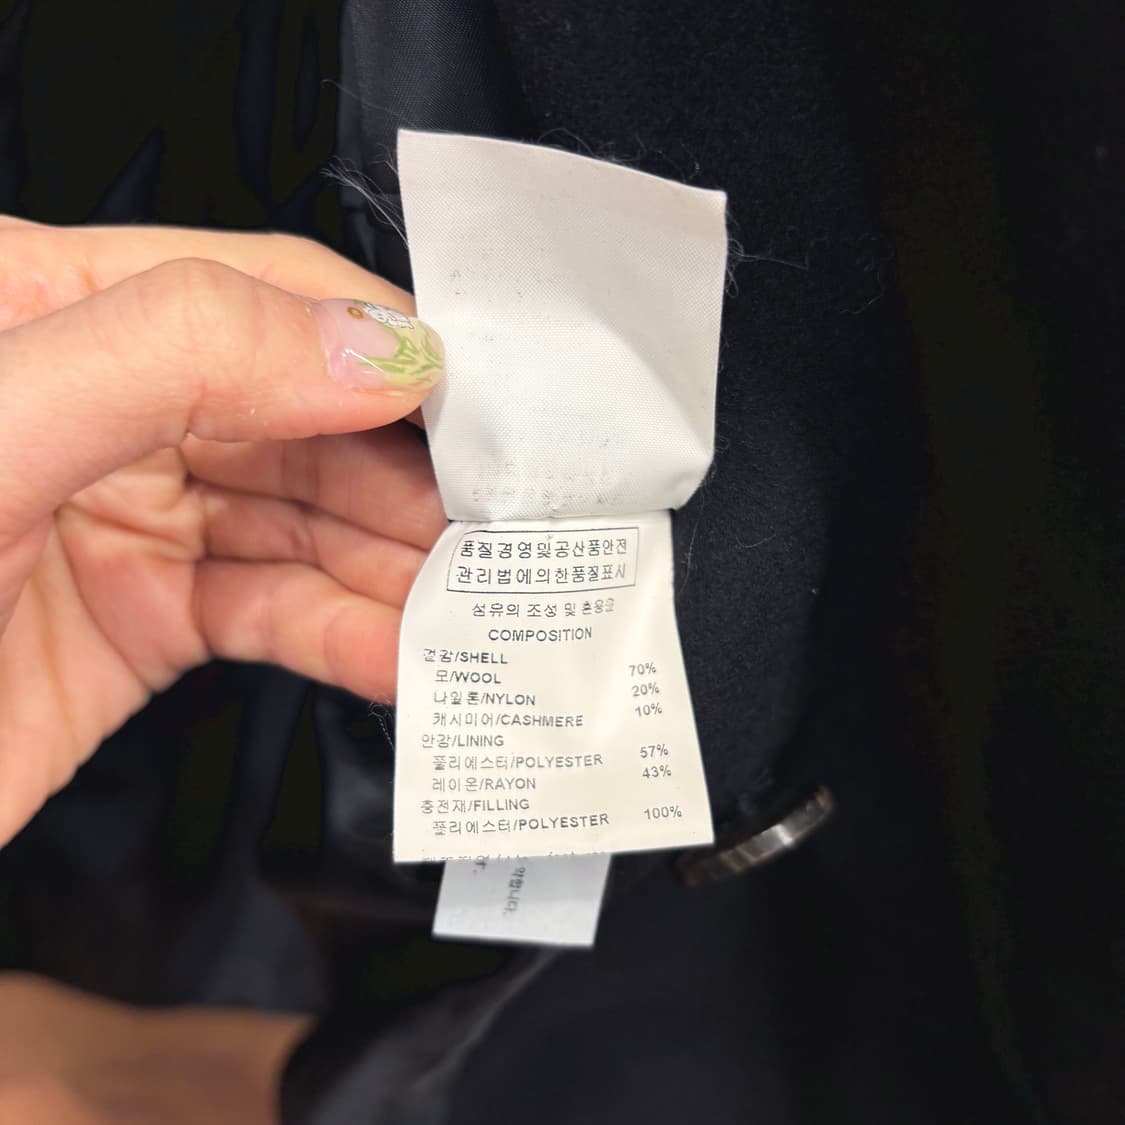 품질경영및공산품안전
관리법에의한품질표시
섬유의 조성 및 혼용율
COMPOSITION
겉감/SHELL
모/WOOL 70%
나일론/NYLON 20%
캐시미어/CASHMERE 10%
안감/LINING
폴리에스터/POLYESTER 57%
레이온/RAYON 43%
충전재/FILLING
폴리에스터/POLYESTER 100%